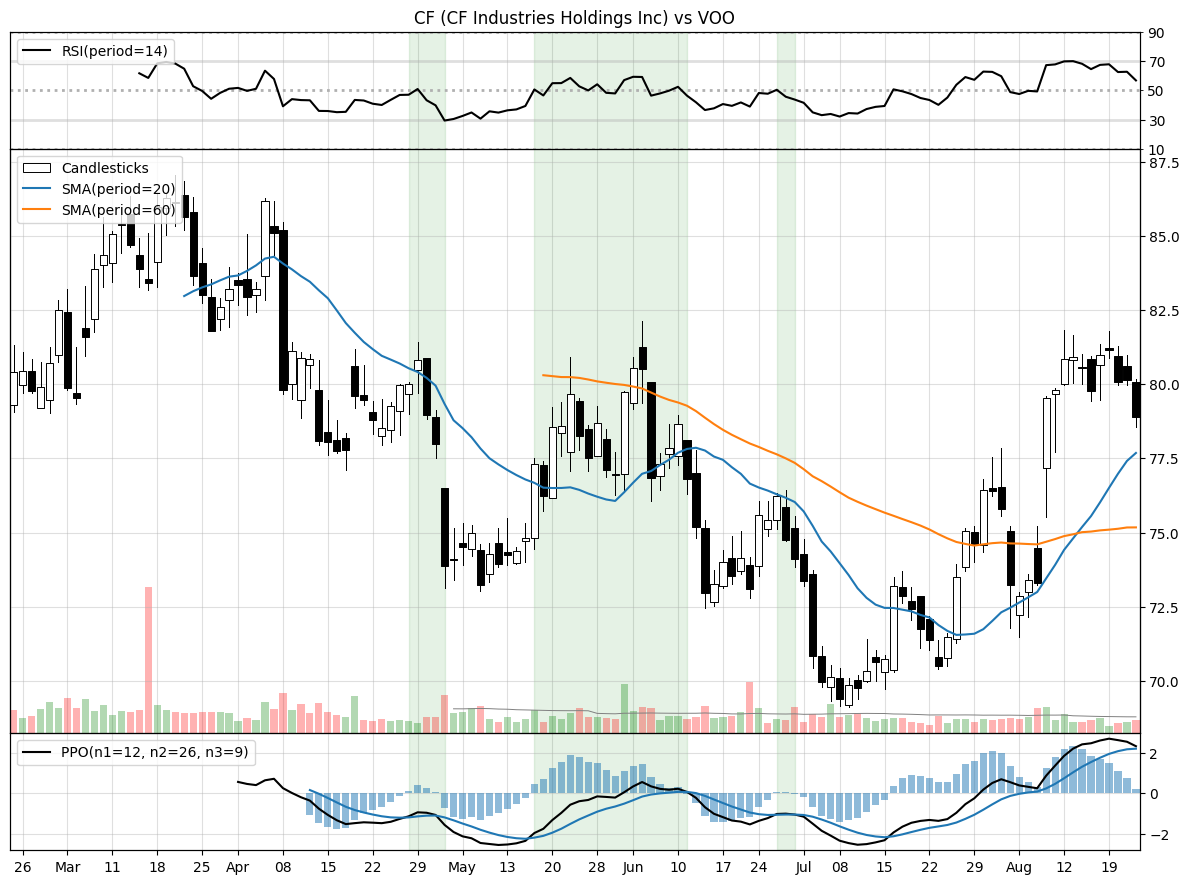 CF (CF Industries Holdings Inc) vs VOO
RSI(period=14)
90
70
50
30
10
Candlesticks
SMA(period=20)
SMA(period=60)
87.5
85.0
82.5
80.0
77.5
75.0
72.5
70.0
PPO(n1=12, n2=26, n3=9)
2
0
−2
26 Mar 11 18 25 Apr 08 15 22 29 May 13 20 28 Jun 10 17 24 Jul 08 15 22 29 Aug 12 19